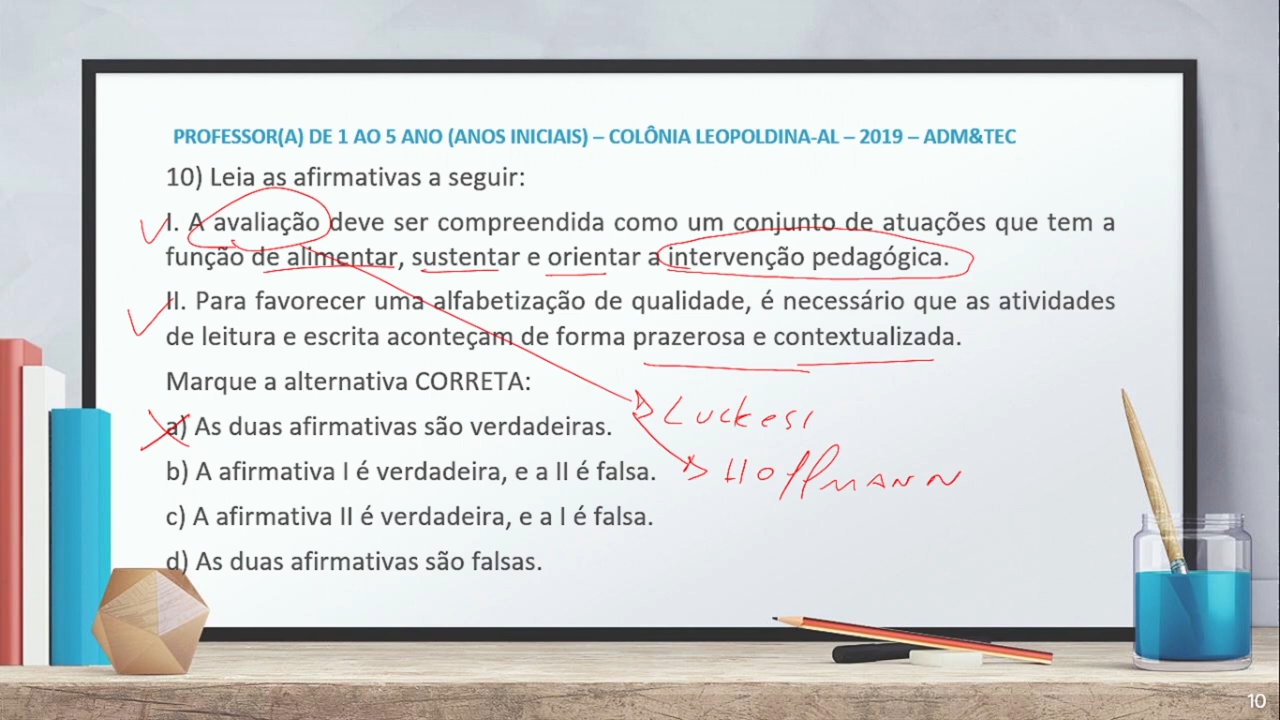 PROFESSOR(A) DE 1 AO 5 ANO (ANOS INICIAIS) – COLÔNIA LEOPOLDINA-AL – 2019 – ADM&TEC
10) Leia as afirmativas a seguir:
I. A avaliação deve ser compreendida como um conjunto de atuações que tem a
função de alimentar, sustentar e orientar a intervenção pedagógica.
II. Para favorecer uma alfabetização de qualidade, é necessário que as atividades
de leitura e escrita aconteçam de forma prazerosa e contextualizada.
Marque a alternativa CORRETA:
a) As duas afirmativas são verdadeiras.
Luckesi
b) A afirmativa I é verdadeira, e a II é falsa.
Hoffmann
c) A afirmativa II é verdadeira, e a I é falsa.
d) As duas afirmativas são falsas.
10